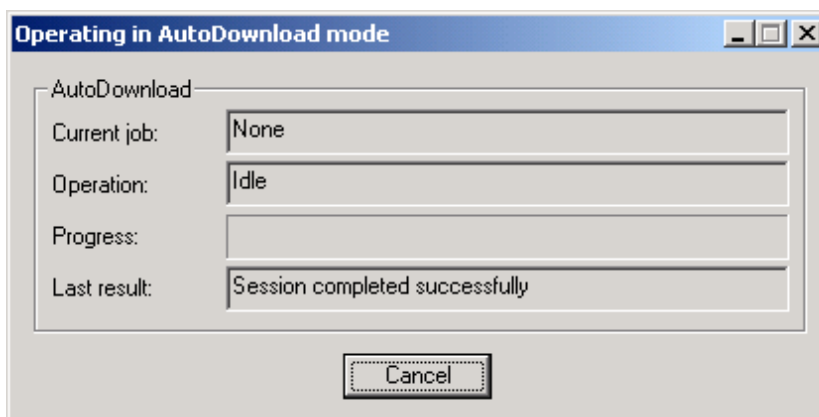 Operating in AutoDownload mode
AutoDownload
Current job: None
Operation: Idle
Progress:
Last result: Session completed successfully
Cancel